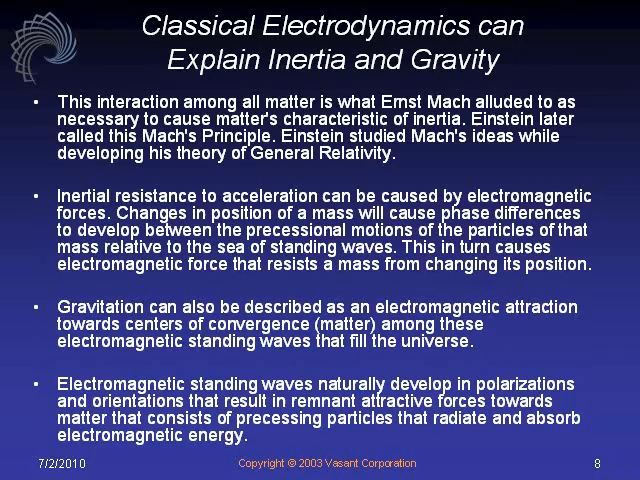 Classical Electrodynamics can
Explain Inertia and Gravity
• This interaction among all matter is what Ernst Mach alluded to as
necessary to cause matter's characteristic of inertia. Einstein later
called this Mach's Principle. Einstein studied Mach's ideas while
developing his theory of General Relativity.
• Inertial resistance to acceleration can be caused by electromagnetic
forces. Changes in position of a mass will cause phase differences
to develop between the precessional motions of the particles of that
mass relative to the sea of standing waves. This in turn causes
electromagnetic force that resists a mass from changing its position.
• Gravitation can also be described as an electromagnetic attraction
towards centers of convergence (matter) among these
electromagnetic standing waves that fill the universe.
• Electromagnetic standing waves naturally develop in polarizations
and orientations that result in remnant attractive forces towards
matter that consists of precessing particles that radiate and absorb
electromagnetic energy.
7/2/2010
Copyright © 2003 Vasant Corporation
8